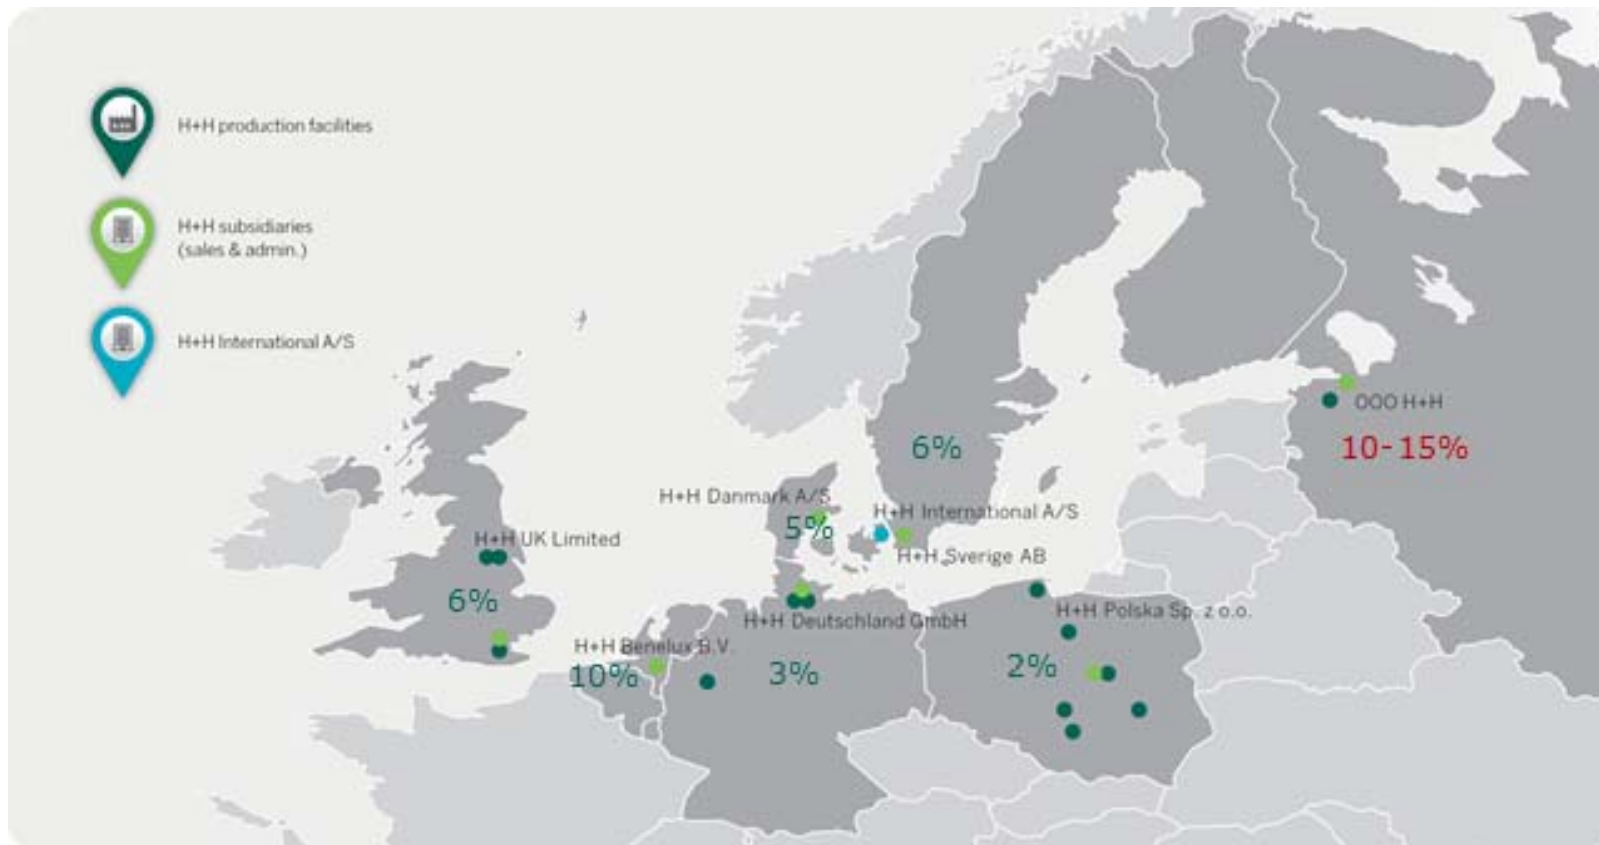 H+H production facilities
H+H subsidiaries
(sales & admin.)
H+H International A/S
OOO H+H
10-15%
6%
H+H Danmark A/S
5%
H+H International A/S
H+H Sverige AB
H+H UK Limited
6%
H+H Deutschland GmbH
H+H Polska Sp. z o.o.
H+H Benelux B.V.
10%
3%
2%